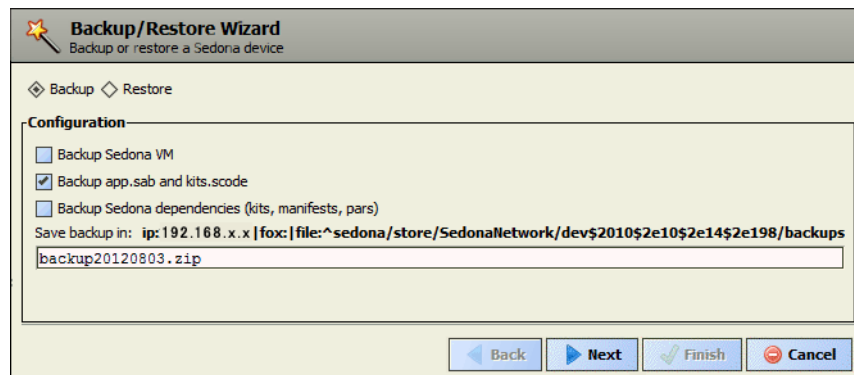 Backup/Restore Wizard
Backup or restore a Sedona device
Backup Restore
Configuration
Backup Sedona VM
Backup app.sab and kits.scode
Backup Sedona dependencies (kits, manifests, pars)
Save backup in: ip:192.168.x.x|fox:|file:^sedona/store/SedonaNetwork/dev$2010$2e10$2e14$2e198/backups
backup20120803.zip
Back Next Finish Cancel